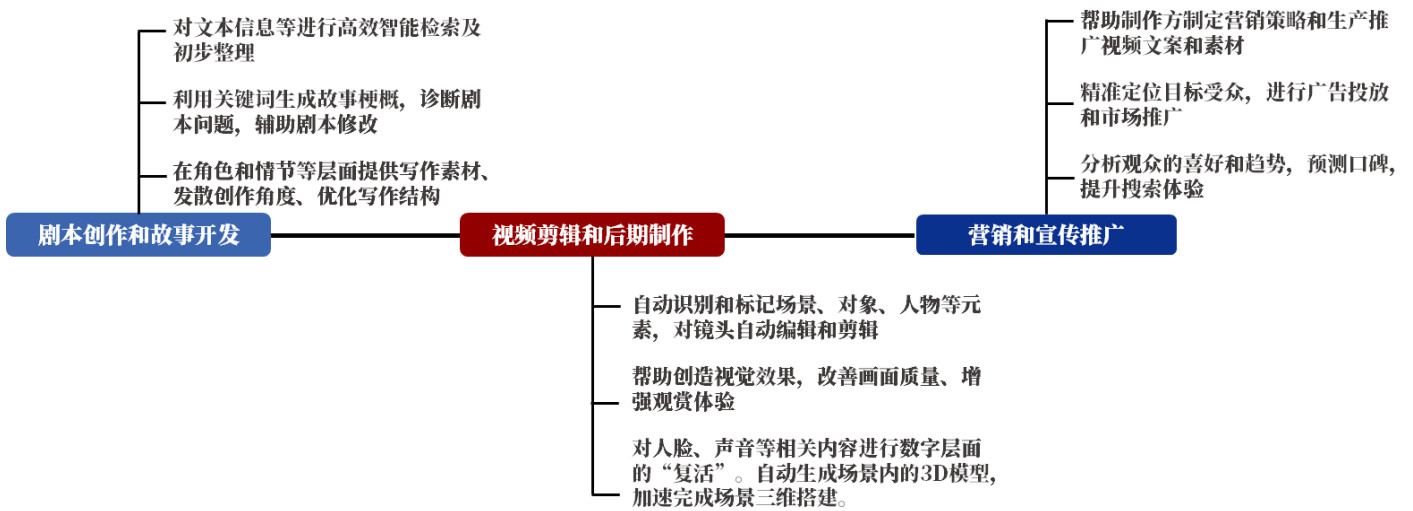 对文本信息等进行高效智能检索及
初步整理
利用关键词生成故事梗概，诊断剧
本问题，辅助剧本修改
在角色和情节等层面提供写作素材、
发散创作角度、优化写作结构
剧本创作和故事开发
视频剪辑和后期制作
自动识别和标记场景、对象、人物等元
素，对镜头自动编辑和剪辑
帮助创造视觉效果，改善画面质量、增
强观赏体验
对人脸、声音等相关内容进行数字层面
的“复活”。自动生成场景内的3D模型，
加速完成场景三维搭建。
帮助制作方制定营销策略和生产推
广视频文案和素材
精准定位目标受众，进行广告投放
和市场推广
分析观众的喜好和趋势，预测口碑，
提升搜索体验
营销和宣传推广